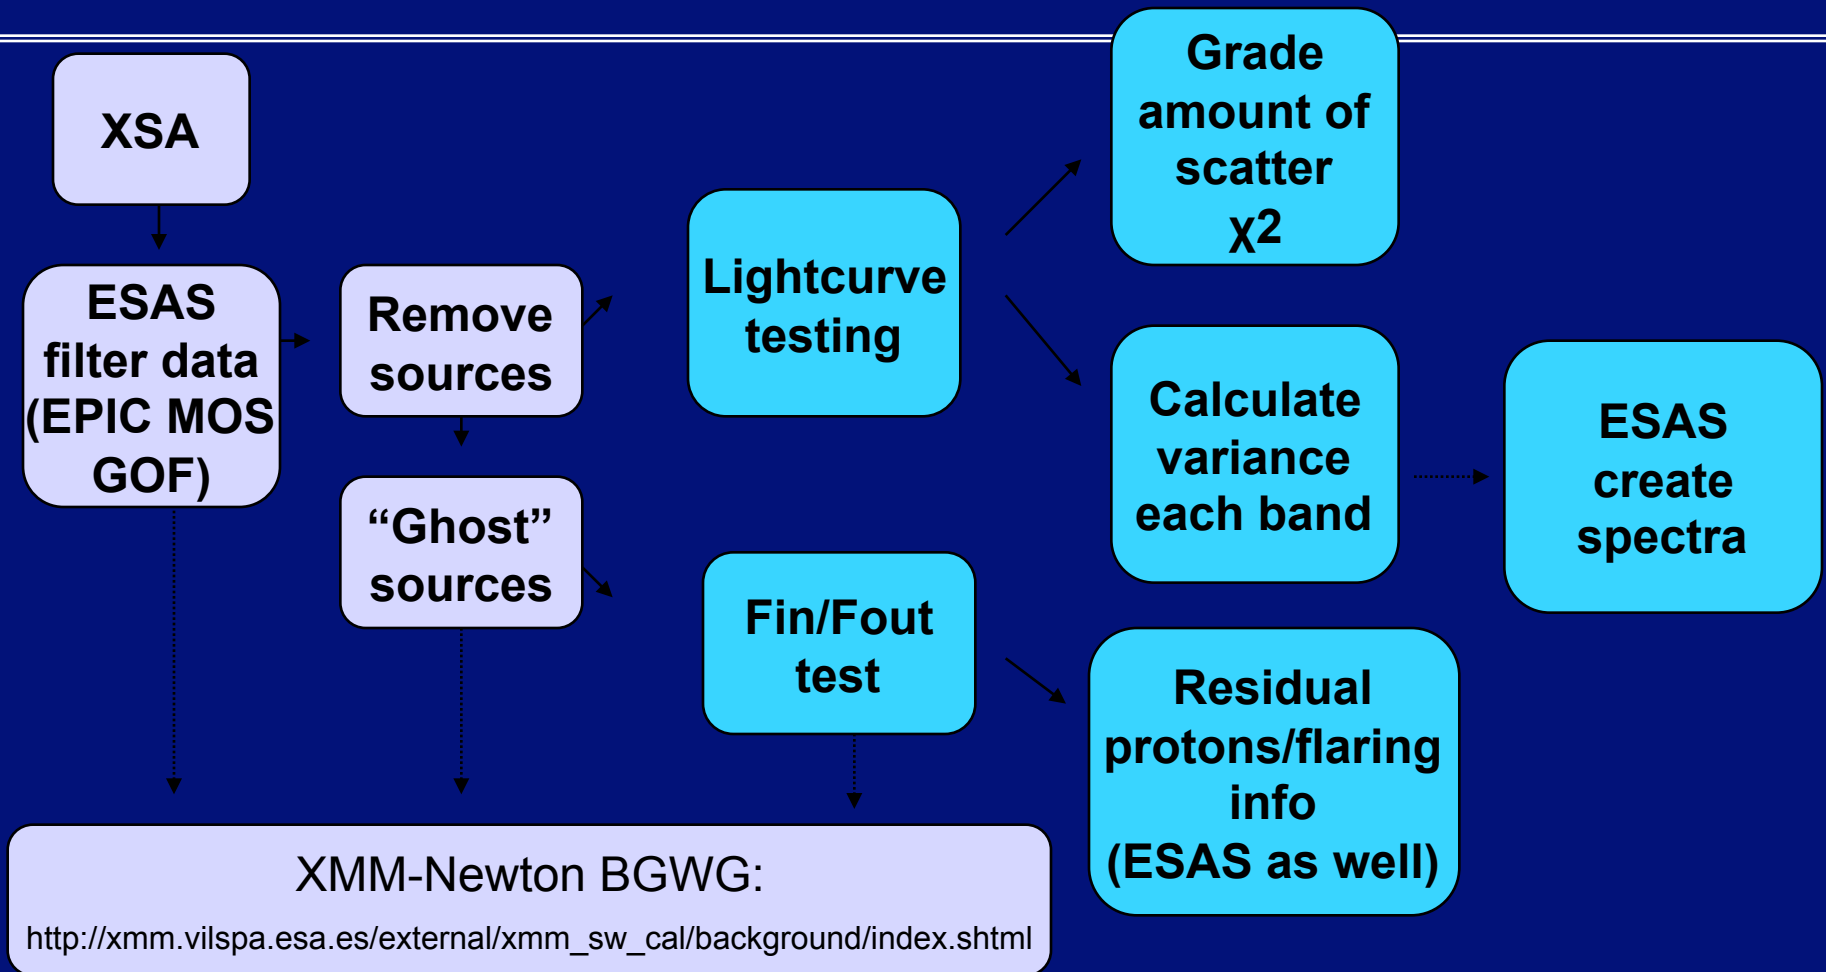 XSA
ESAS
filter data
(EPIC MOS
GOF)
Remove
sources
“Ghost”
sources
Lightcurve
testing
Fin/Fout
test
Grade
amount of
scatter
χ2
Calculate
variance
each band
Residual
protons/flaring
info
(ESAS as well)
ESAS
create
spectra
XMM-Newton BGWG:
http://xmm.vilspa.esa.es/external/xmm_sw_cal/background/index.shtml